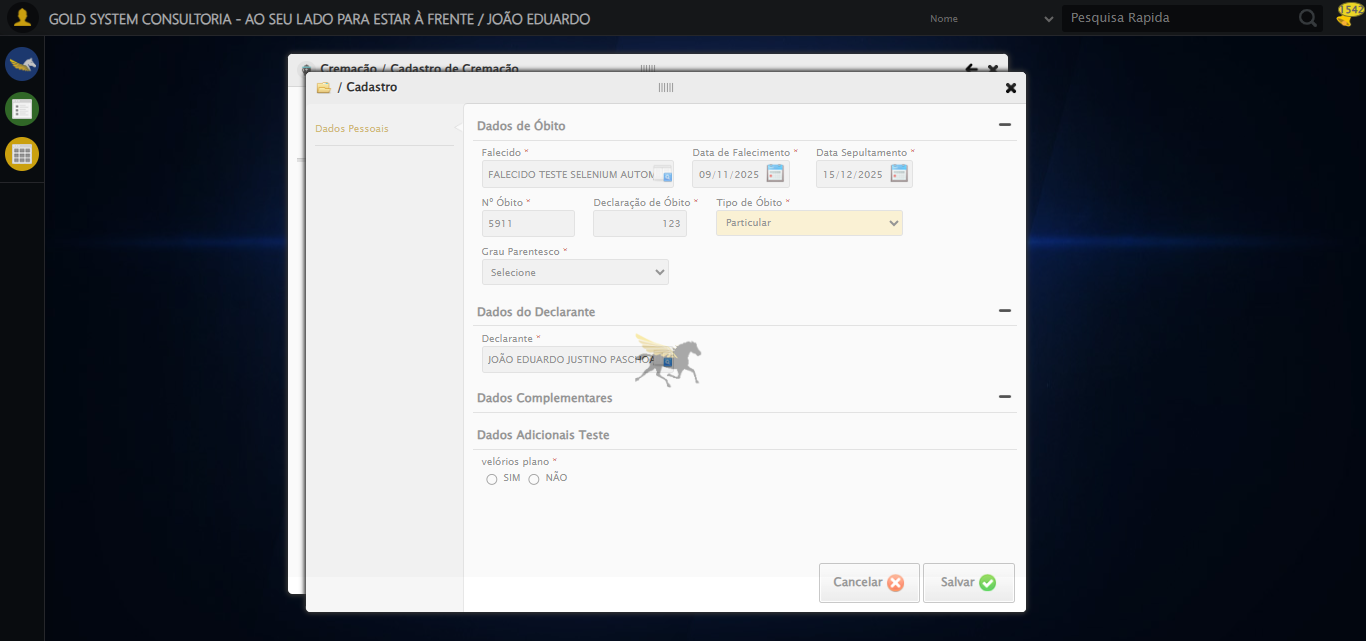 GOLD SYSTEM CONSULTORIA - AO SEU LADO PARA ESTAR À FRENTE / JOÃO EDUARDO
Nome
Pesquisa Rapida
1542
Cremação / Cadastro de Cremação
/ Cadastro
Dados Pessoais
Dados de Óbito
Falecido *
Data de Falecimento *
Data Sepultamento *
FALECIDO TESTE SELENIUM AUTOM
09/11/2025
15/12/2025
Nº Óbito *
Declaração de Óbito *
Tipo de Óbito *
5911
123
Particular
Grau Parentesco *
Selecione
Dados do Declarante
Declarante *
JOÃO EDUARDO JUSTINO PASCHOA
Dados Complementares
Dados Adicionais Teste
velórios plano *
SIM
NÃO
Cancelar
Salvar